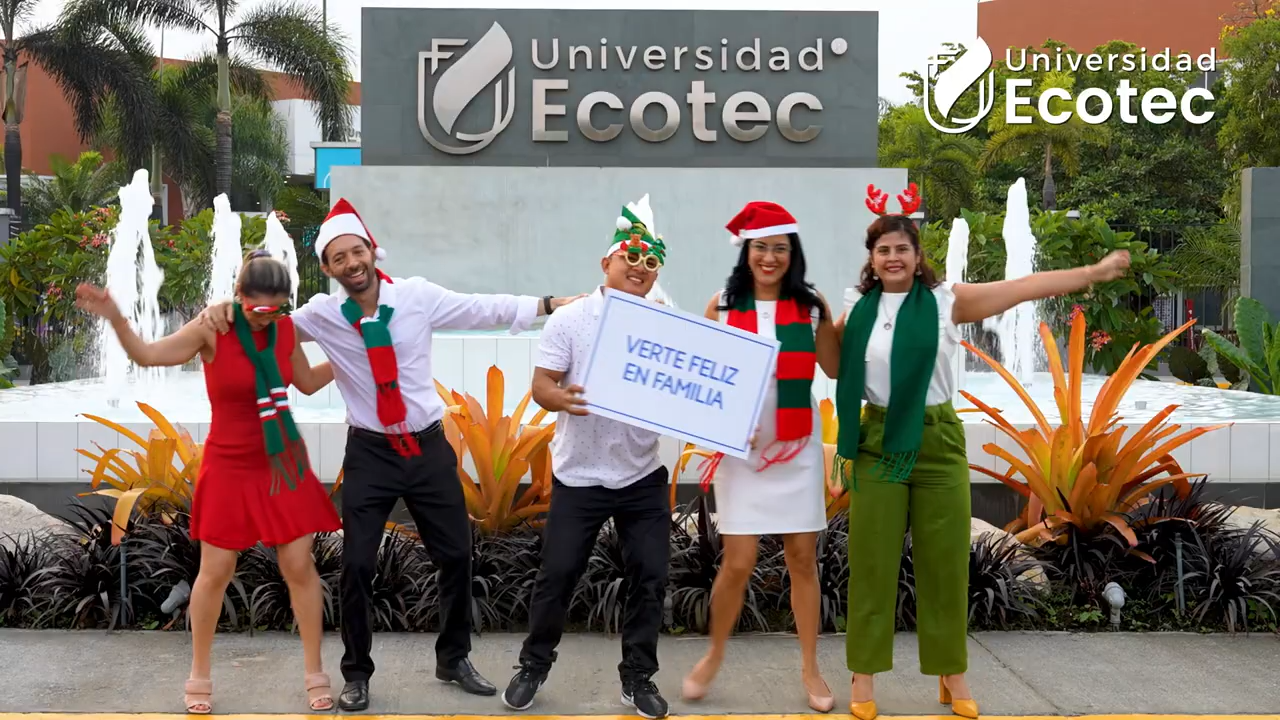 Universidad
Ecotec
Universidad
Ecotec
VERTE FELIZ
EN FAMILIA